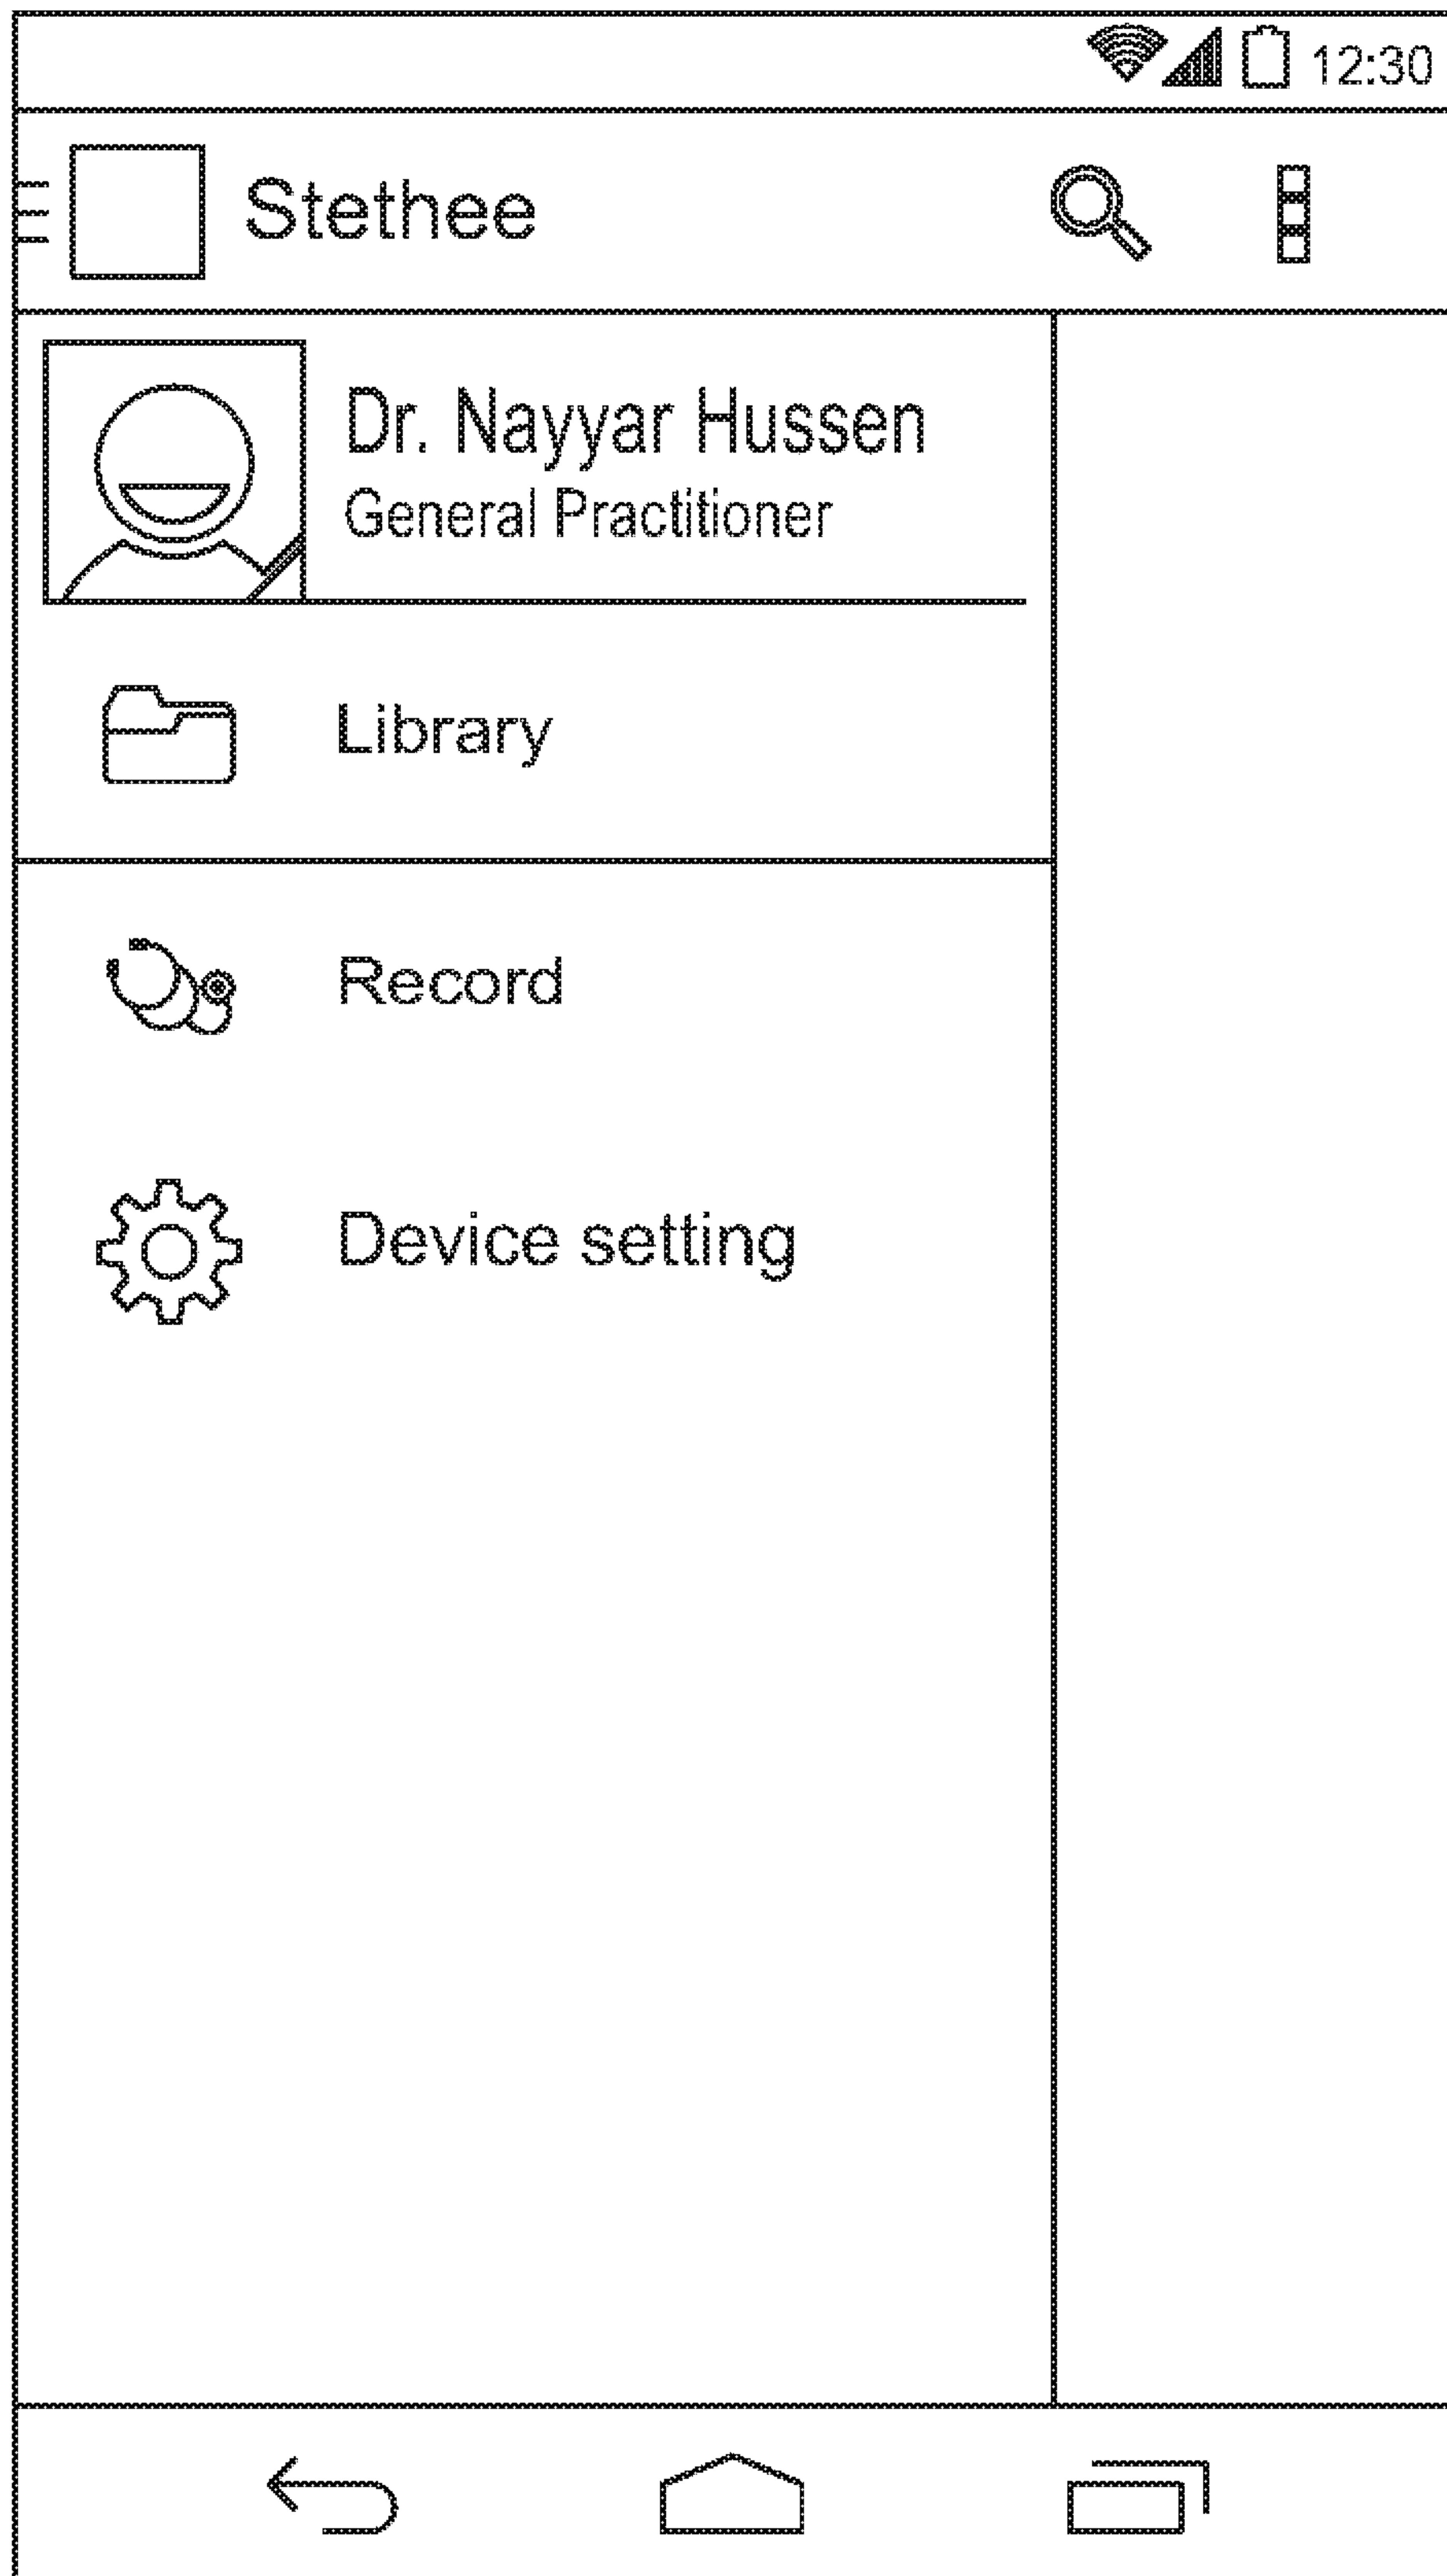 12:30
Stethee
Dr. Nayyar Hussen
General Practitioner
Library
Record
Device setting